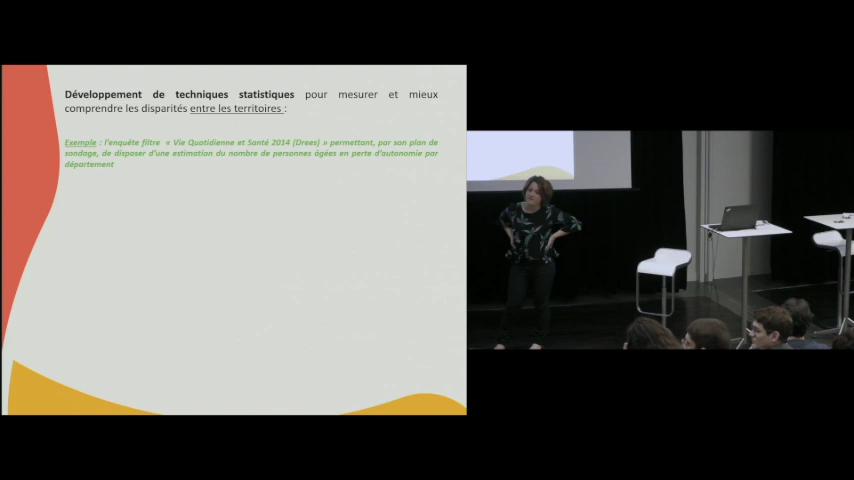 Développement de techniques statistiques pour mesurer et mieux
comprendre les disparités entre les territoires :
Exemple : l'enquête filtre « Vie Quotidienne et Santé 2014 (Drees) » permettant, par son plan de
sondage, de disposer d'une estimation du nombre de personnes âgées en perte d'autonomie par
département